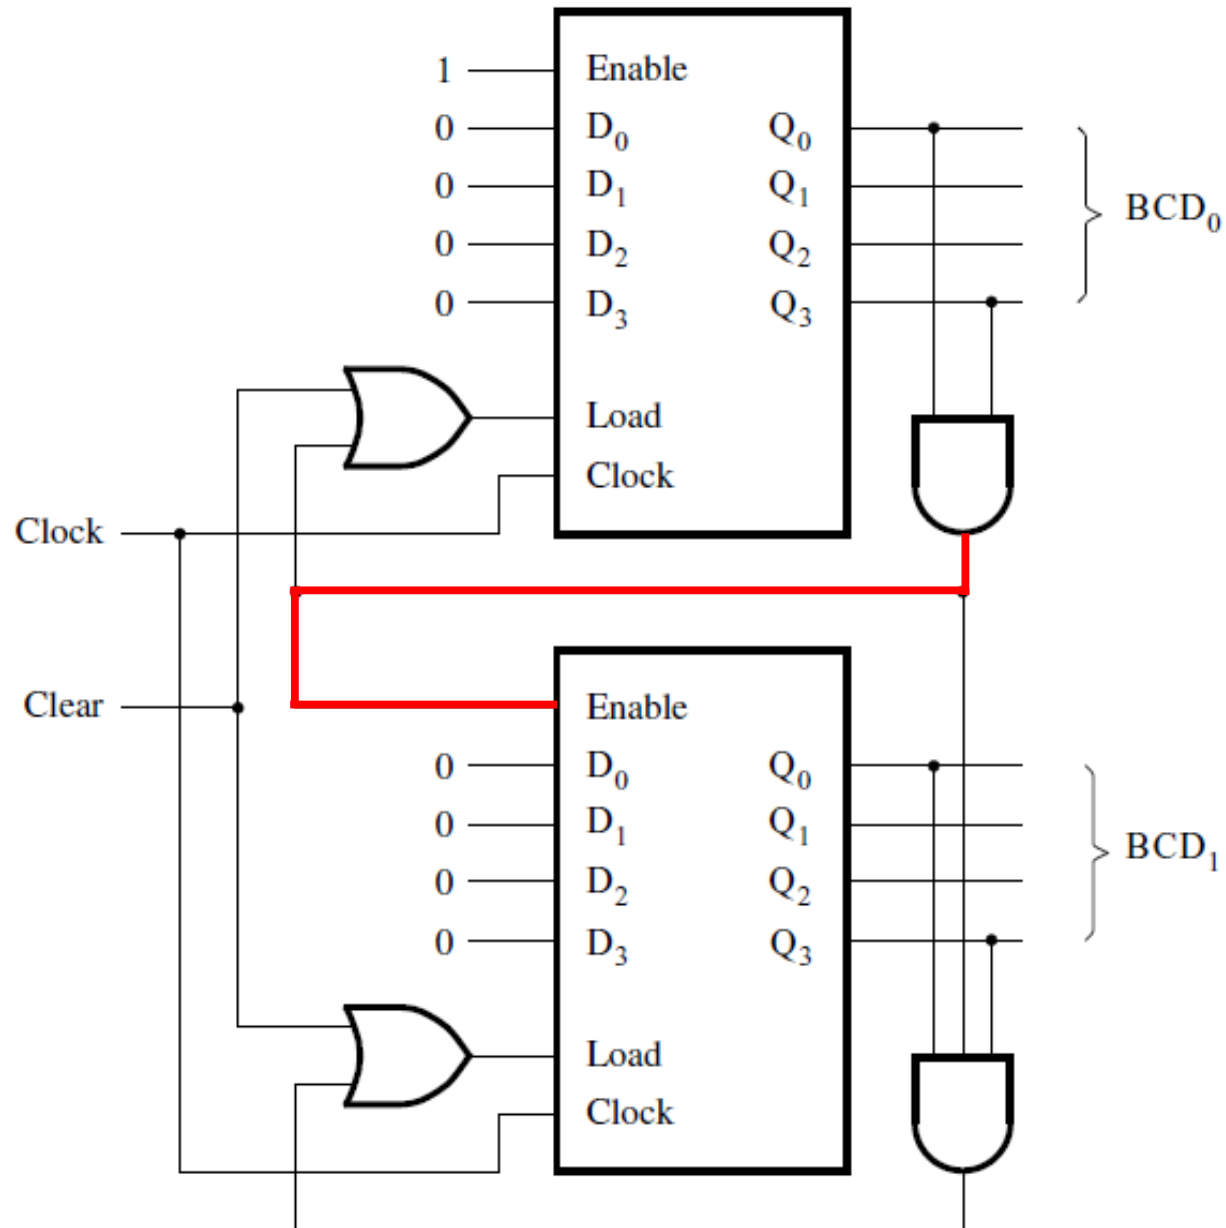 1 Enable
0 D0 Q0
0 D1 Q1
0 D2 Q2
0 D3 Q3
BCD0
Load
Clock
Clock
Clear
Enable
0 D0 Q0
0 D1 Q1
0 D2 Q2
0 D3 Q3
BCD1
Load
Clock